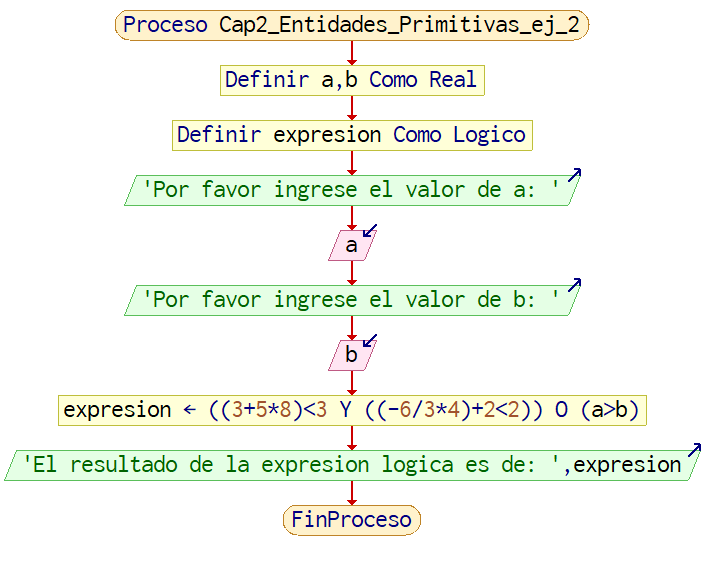 Proceso Cap2_Entidades_Primitivas_ej_2
Definir a,b Como Real
Definir expresion Como Logico
'Por favor ingrese el valor de a: '
a
'Por favor ingrese el valor de b: '
b
expresion ← ((3+5*8)<3 Y ((-6/3*4)+2<2)) O (a>b)
'El resultado de la expresion logica es de: ',expresion
FinProceso